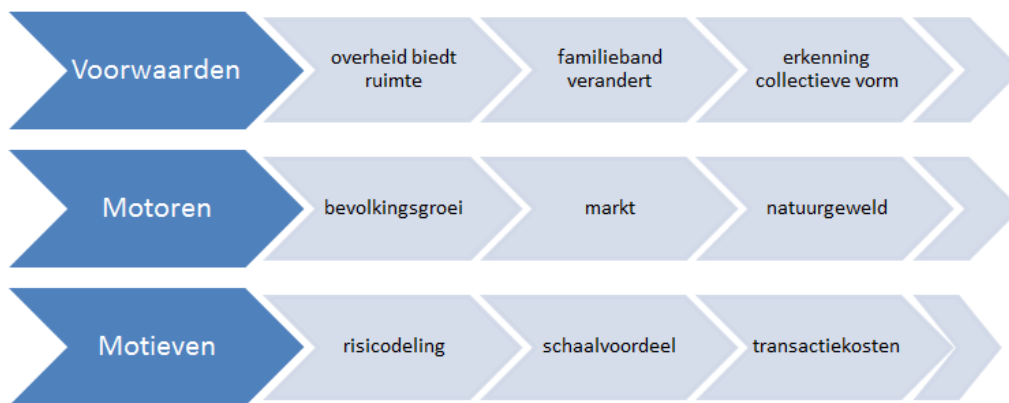 Voorwaarden
overheid biedt
ruimte
familieband
verandert
erkenning
collectieve vorm
Motoren
bevolkingsgroei
markt
natuurgeweld
Motieven
risicodeling
schaalvoordeel
transactiekosten